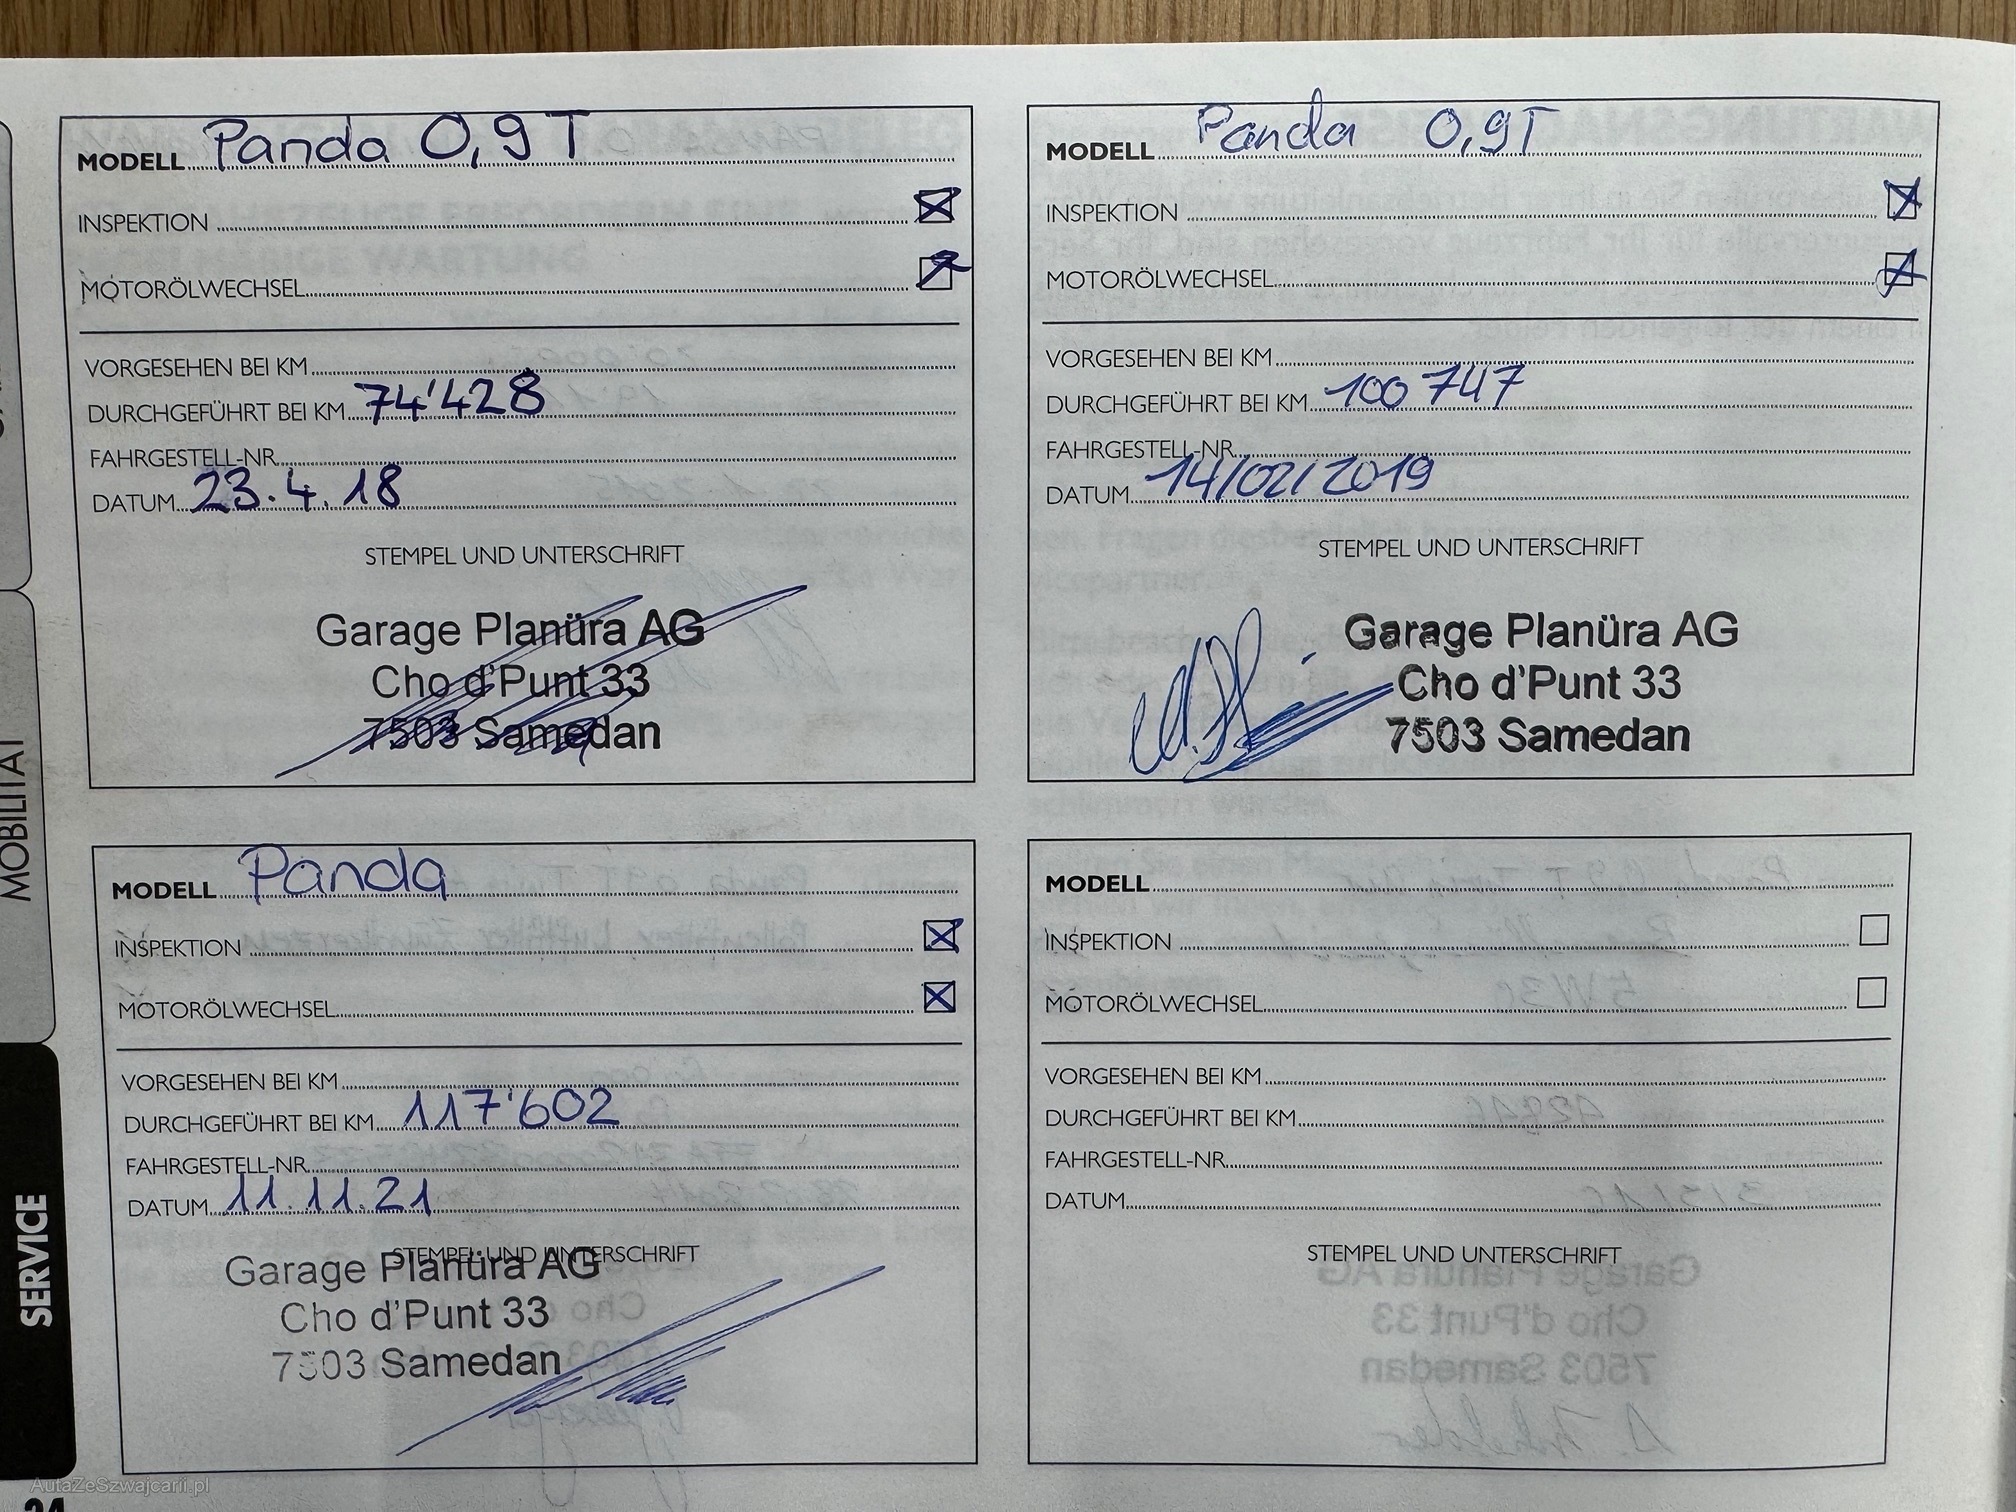 MODELL Panda 0,9T
INSPEKTION
MOTORÖLWECHSEL
VORGESEHEN BEI KM
DURCHGEFÜHRT BEI KM 74'428
FAHRGESTELL-NR.
DATUM 23.4.18
STEMPEL UND UNTERSCHRIFT
Garage Planüra AG
Cho d'Punt 33
7503 Samedan
MODELL Panda 0,9T
INSPEKTION
MOTORÖLWECHSEL
VORGESEHEN BEI KM
DURCHGEFÜHRT BEI KM 100 747
FAHRGESTELL-NR.
DATUM 14/02/2019
STEMPEL UND UNTERSCHRIFT
Garage Planüra AG
Cho d'Punt 33
7503 Samedan
MODELL Panda
INSPEKTION
MOTORÖLWECHSEL
VORGESEHEN BEI KM
DURCHGEFÜHRT BEI KM 117'602
FAHRGESTELL-NR.
DATUM 11.11.21
STEMPEL UND UNTERSCHRIFT
Garage Planüra AG
Cho d'Punt 33
7503 Samedan
MODELL
INSPEKTION
MOTORÖLWECHSEL
VORGESEHEN BEI KM
DURCHGEFÜHRT BEI KM
FAHRGESTELL-NR.
DATUM
STEMPEL UND UNTERSCHRIFT
MOBILITÄT
SERVICE
AutaZeSzwajcarii.pl